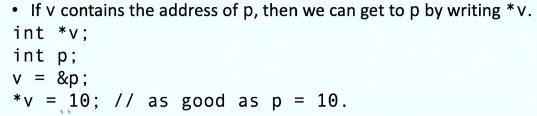 • If v contains the address of p, then we can get to p by writing *v.
int *v;
int p;
v = &p;
*v = 10; // as good as p = 10.